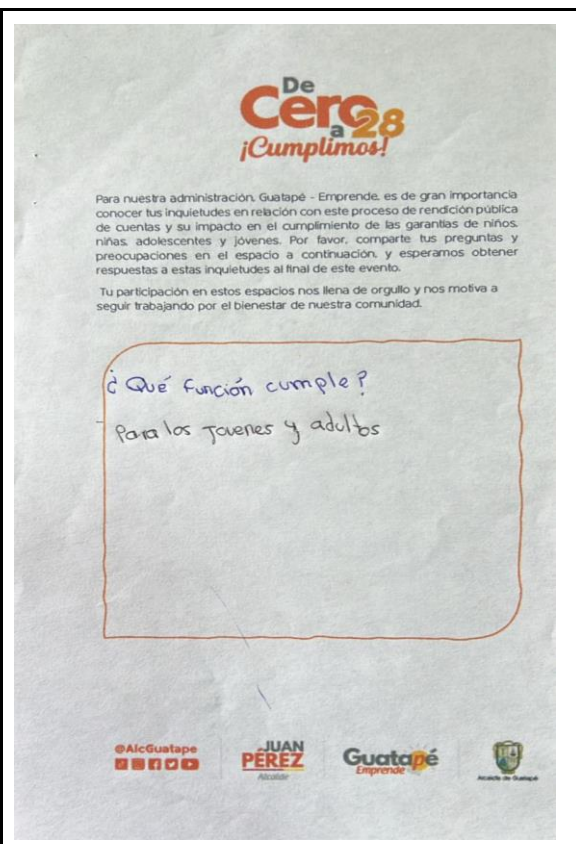 De
Cero
a 28
¡Cumplimos!
Para nuestra administración, Guatapé - Emprende, es de gran importancia
conocer tus inquietudes en relación con este proceso de rendición pública
de cuentas y su impacto en el cumplimiento de las garantías de niños,
niñas, adolescentes y jóvenes. Por favor, comparte tus preguntas y
preocupaciones en el espacio a continuación, y esperamos obtener
respuestas a estas inquietudes al final de este evento.
Tu participación en estos espacios nos llena de orgullo y nos motiva a
seguir trabajando por el bienestar de nuestra comunidad.
¿Qué función cumple?
Para los Jovenes y adultos
@AlcGuatape
JUAN
PÉREZ
Alcalde
Guatapé
Emprende
Alcaldía de Guatapé